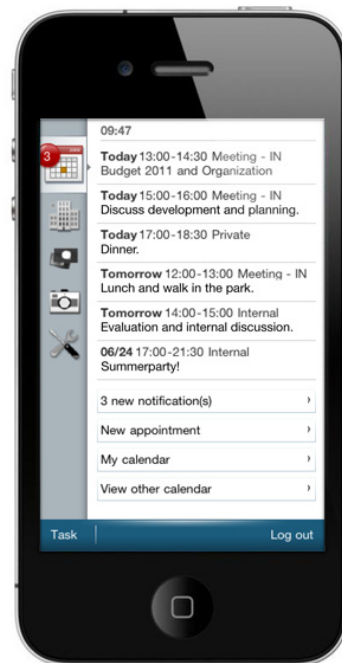 09:47
3
Today 13:00-14:30 Meeting - IN
Budget 2011 and Organization
Today 15:00-16:00 Meeting - IN
Discuss development and planning.
Today 17:00-18:30 Private
Dinner.
Tomorrow 12:00-13:00 Meeting - IN
Lunch and walk in the park.
Tomorrow 14:00-15:00 Internal
Evaluation and internal discussion.
06/24 17:00-21:30 Internal
Summerparty!
3 new notification(s)
New appointment
My calendar
View other calendar
Task
Log out